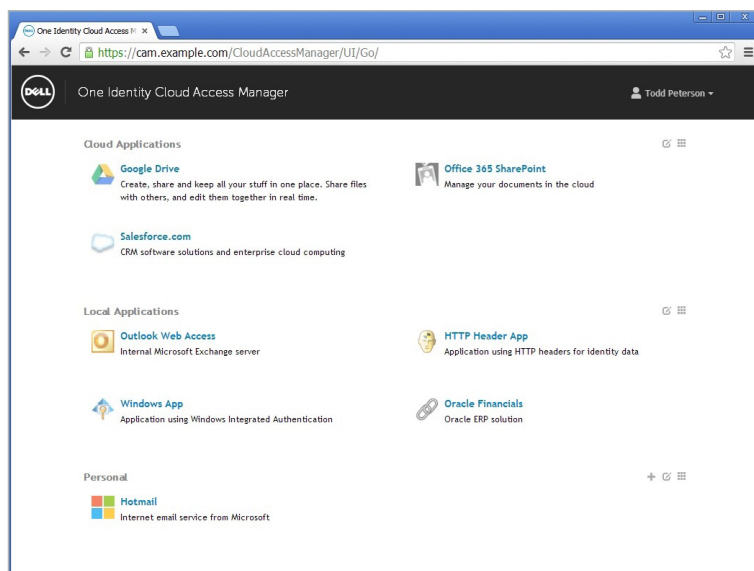 One Identity Cloud Access M
https://cam.example.com/CloudAccessManager/UI/Go/
DELL
One Identity Cloud Access Manager
Todd Peterson
Cloud Applications
Google Drive
Create, share and keep all your stuff in one place. Share files
with others, and edit them together in real time.
Office 365 SharePoint
Manage your documents in the cloud
Salesforce.com
CRM software solutions and enterprise cloud computing
Local Applications
Outlook Web Access
Internal Microsoft Exchange server
HTTP Header App
Application using HTTP headers for identity data
Windows App
Application using Windows Integrated Authentication
Oracle Financials
Oracle ERP solution
Personal
Hotmail
Internet email service from Microsoft